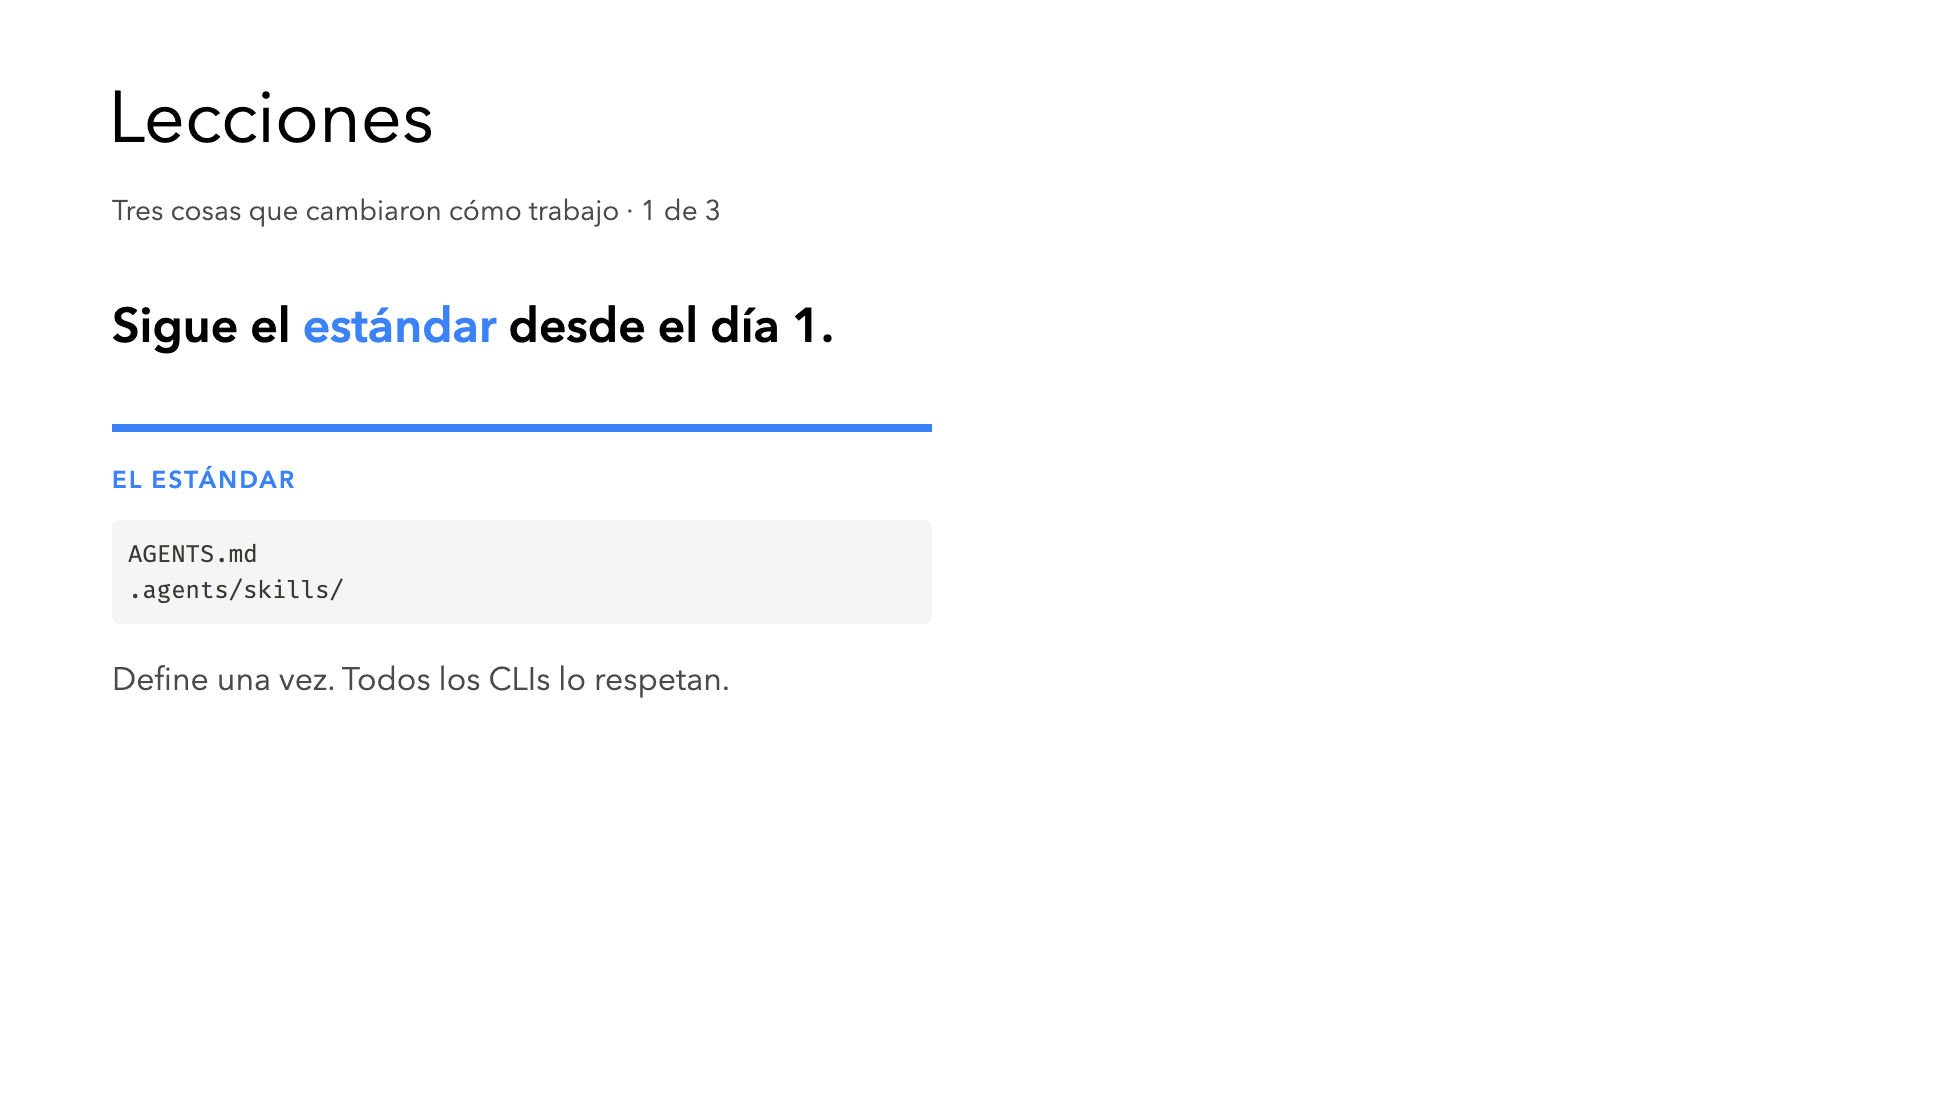 Lecciones
Tres cosas que cambiaron cómo trabajo · 1 de 3
Sigue el estándar desde el día 1.
EL ESTÁNDAR
AGENTS.md
.agents/skills/
Define una vez. Todos los CLIs lo respetan.